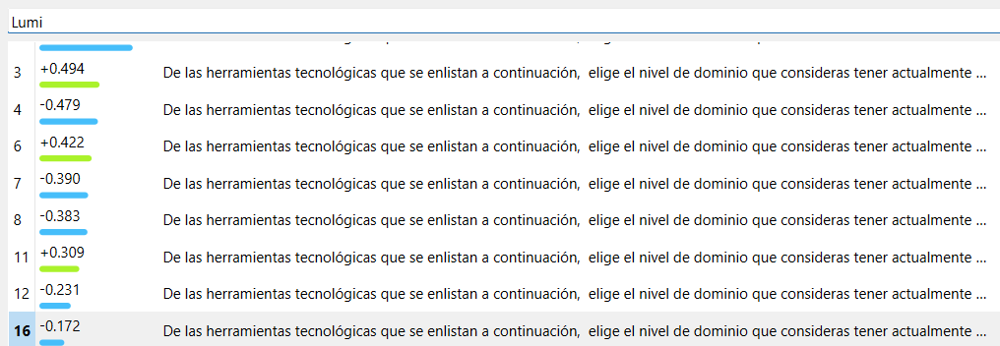 Lumi
3 +0.494 De las herramientas tecnológicas que se enlistan a continuación, elige el nivel de dominio que consideras tener actualmente ...
4 -0.479 De las herramientas tecnológicas que se enlistan a continuación, elige el nivel de dominio que consideras tener actualmente ...
6 +0.422 De las herramientas tecnológicas que se enlistan a continuación, elige el nivel de dominio que consideras tener actualmente ...
7 -0.390 De las herramientas tecnológicas que se enlistan a continuación, elige el nivel de dominio que consideras tener actualmente ...
8 -0.383 De las herramientas tecnológicas que se enlistan a continuación, elige el nivel de dominio que consideras tener actualmente ...
11 +0.309 De las herramientas tecnológicas que se enlistan a continuación, elige el nivel de dominio que consideras tener actualmente ...
12 -0.231 De las herramientas tecnológicas que se enlistan a continuación, elige el nivel de dominio que consideras tener actualmente ...
16 -0.172 De las herramientas tecnológicas que se enlistan a continuación, elige el nivel de dominio que consideras tener actualmente ...